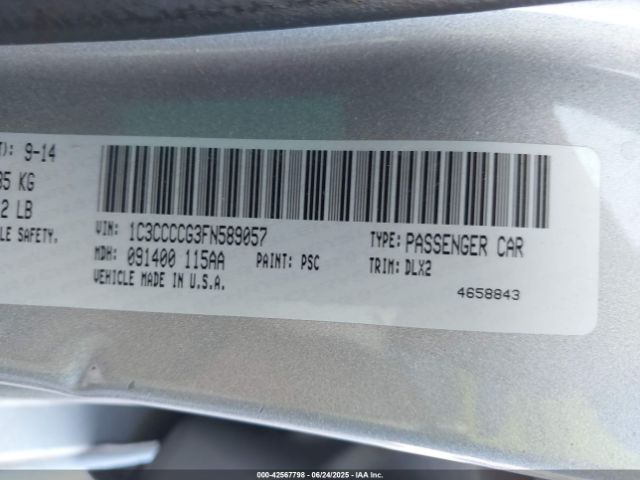 T): 9-14
35 KG
2 LB
LE SAFETY.
VIN: 1C3CCCCG3FN589057
TYPE: PASSENGER CAR
MDH: 091400 115AA
PAINT: PSC
TRIM: DLX2
VEHICLE MADE IN U.S.A.
4658843
000-42567798 - 06/24/2025 - IAA Inc.